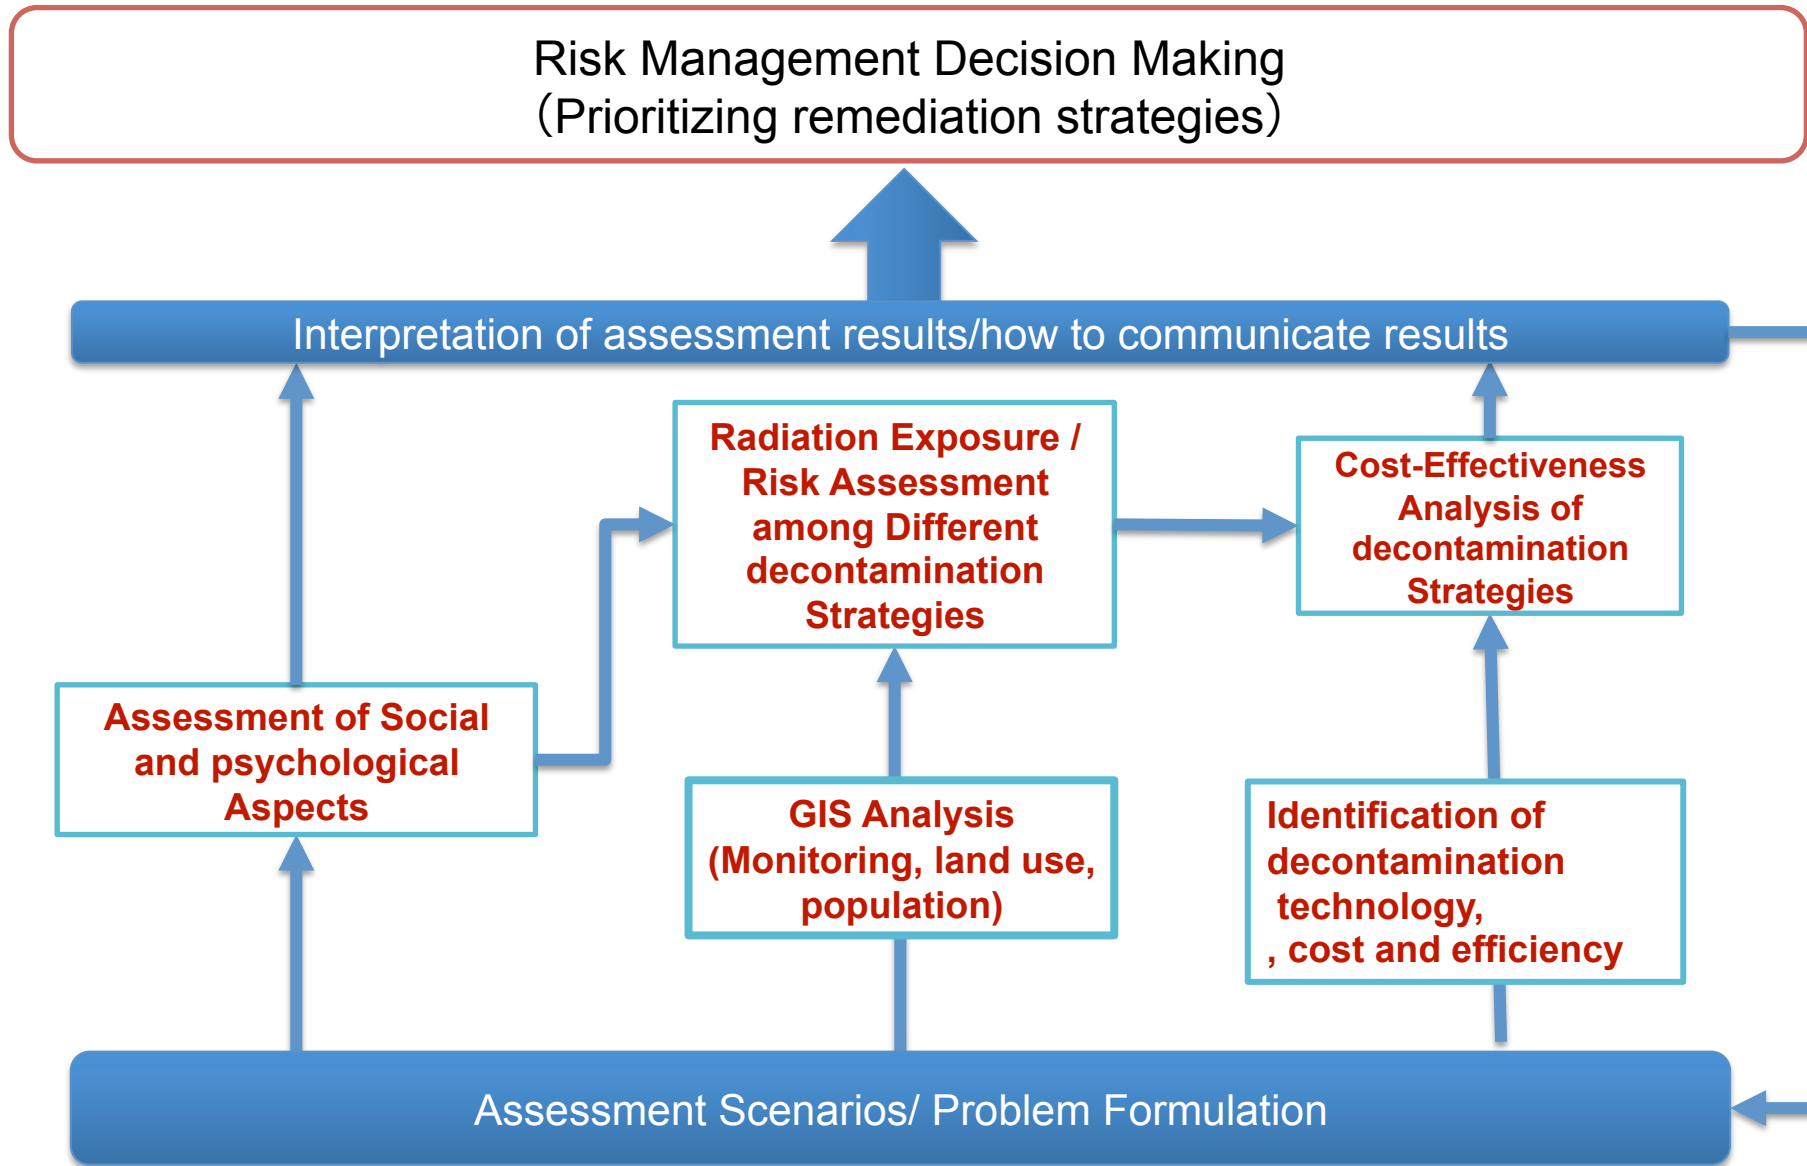 Risk Management Decision Making
（Prioritizing remediation strategies）
Interpretation of assessment results/how to communicate results
Radiation Exposure /
Risk Assessment
among Different
decontamination
Strategies
Cost-Effectiveness
Analysis of
decontamination
Strategies
Assessment of Social
and psychological
Aspects
GIS Analysis
(Monitoring, land use,
population)
Identification of
decontamination
technology,
, cost and efficiency
Assessment Scenarios/ Problem Formulation